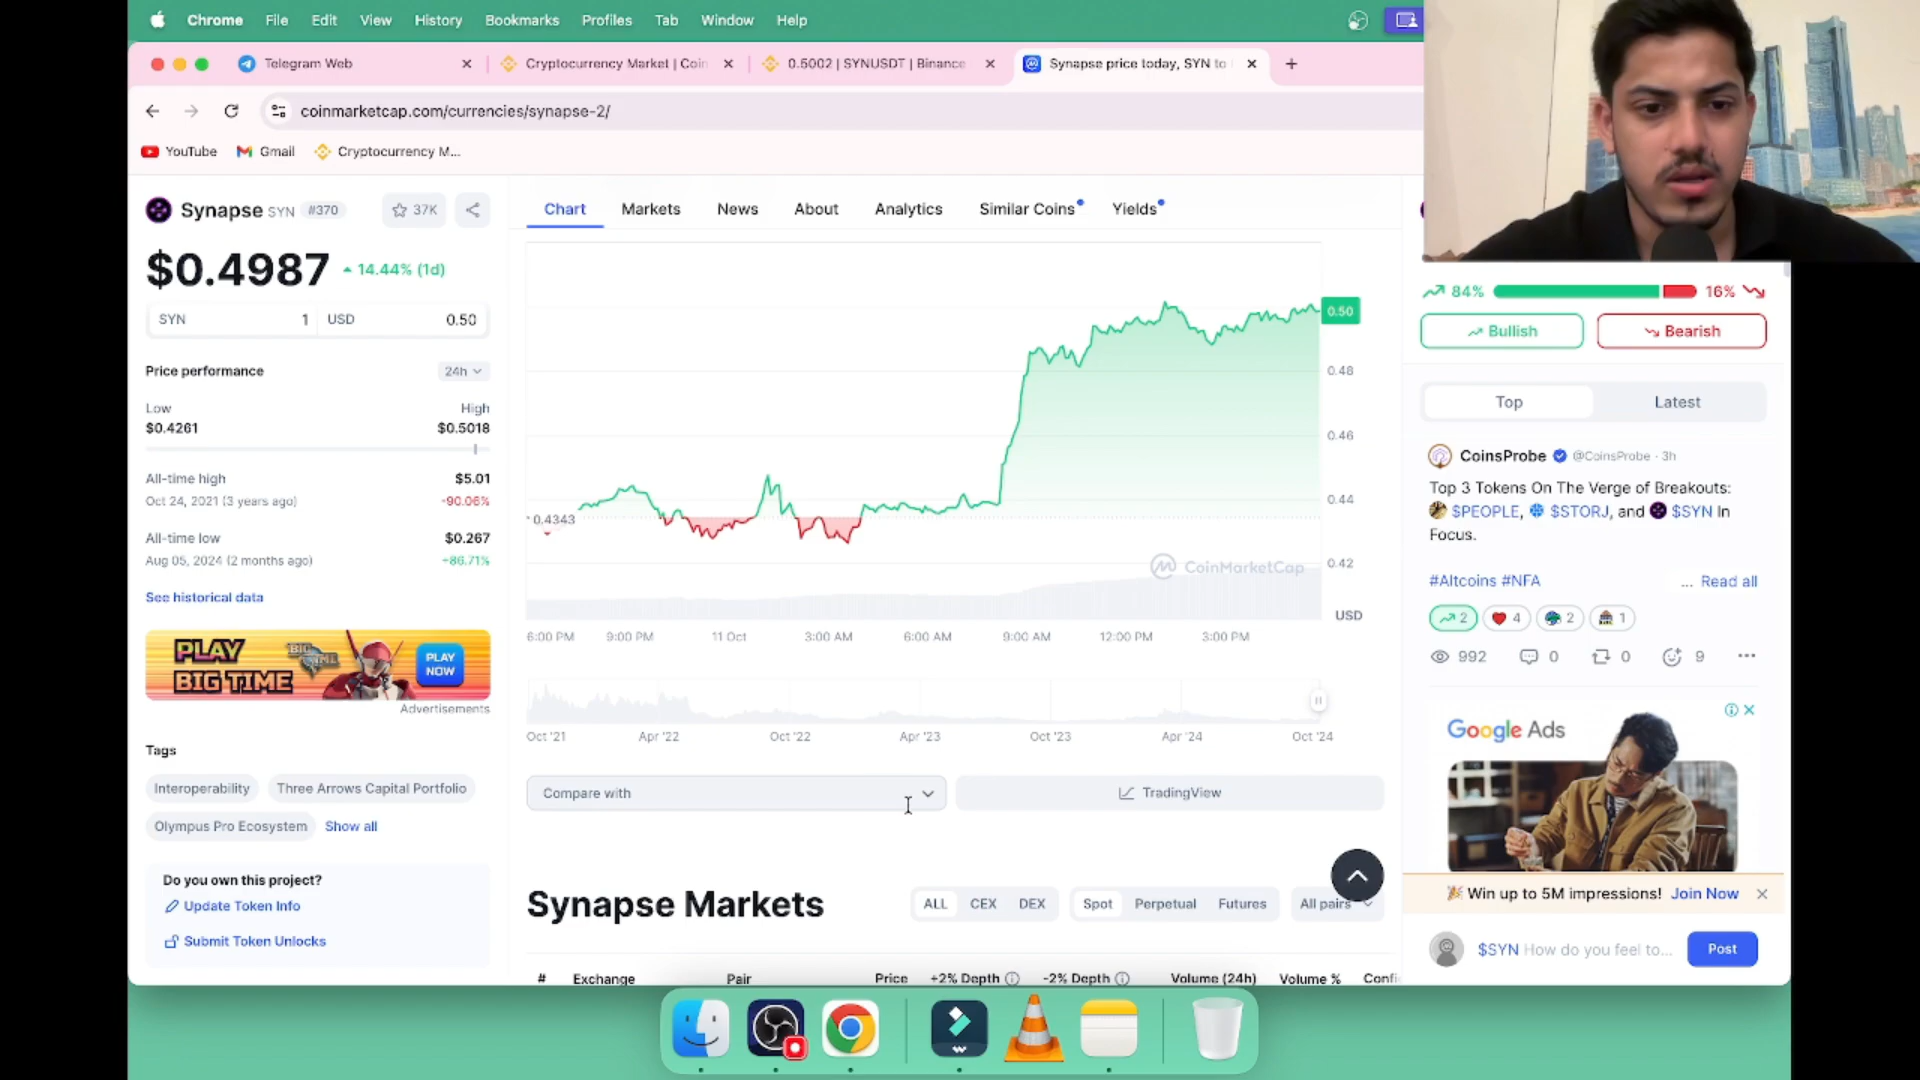 Chrome File Edit View History Bookmarks Profiles Tab Window Help
Telegram Web
Cryptocurrency Market | Coin
0.5002 | SYNUSDT | Binance
Synapse price today, SYN to
coinmarketcap.com/currencies/synapse-2/
YouTube Gmail Cryptocurrency M...
Synapse SYN #370 37K
$0.4987 14.44% (1d)
SYN 1 USD 0.50
Price performance 24h
Low High
$0.4261 $0.5018
All-time high $5.01
Oct 24, 2021 (3 years ago) -90.06%
All-time low $0.267
Aug 05, 2024 (2 months ago) +86.71%
See historical data
PLAY BIG TIME
BIG TIME
PLAY NOW
Advertisements
Tags
Interoperability Three Arrows Capital Portfolio
Olympus Pro Ecosystem Show all
Do you own this project?
Update Token Info
Submit Token Unlocks
Chart Markets News About Analytics Similar Coins Yields
0.50
0.48
0.46
0.44
0.4343
0.42
CoinMarketCap
USD
6:00 PM 9:00 PM 11 Oct 3:00 AM 6:00 AM 9:00 AM 12:00 PM 3:00 PM
Oct '21 Apr '22 Oct '22 Apr '23 Oct '23 Apr '24 Oct '24
Compare with TradingView
Synapse Markets ALL CEX DEX Spot Perpetual Futures All pairs
# Exchange Pair Price +2% Depth -2% Depth Volume (24h) Volume % Confi
84% 16%
Bullish Bearish
Top Latest
CoinsProbe @CoinsProbe · 3h
Top 3 Tokens On The Verge of Breakouts:
$PEOPLE, $STORJ, and $SYN In
Focus.
#Altcoins #NFA ... Read all
2 4 2 1
992 0 0 9
Google Ads
Win up to 5M impressions! Join Now
$SYN How do you feel to... Post